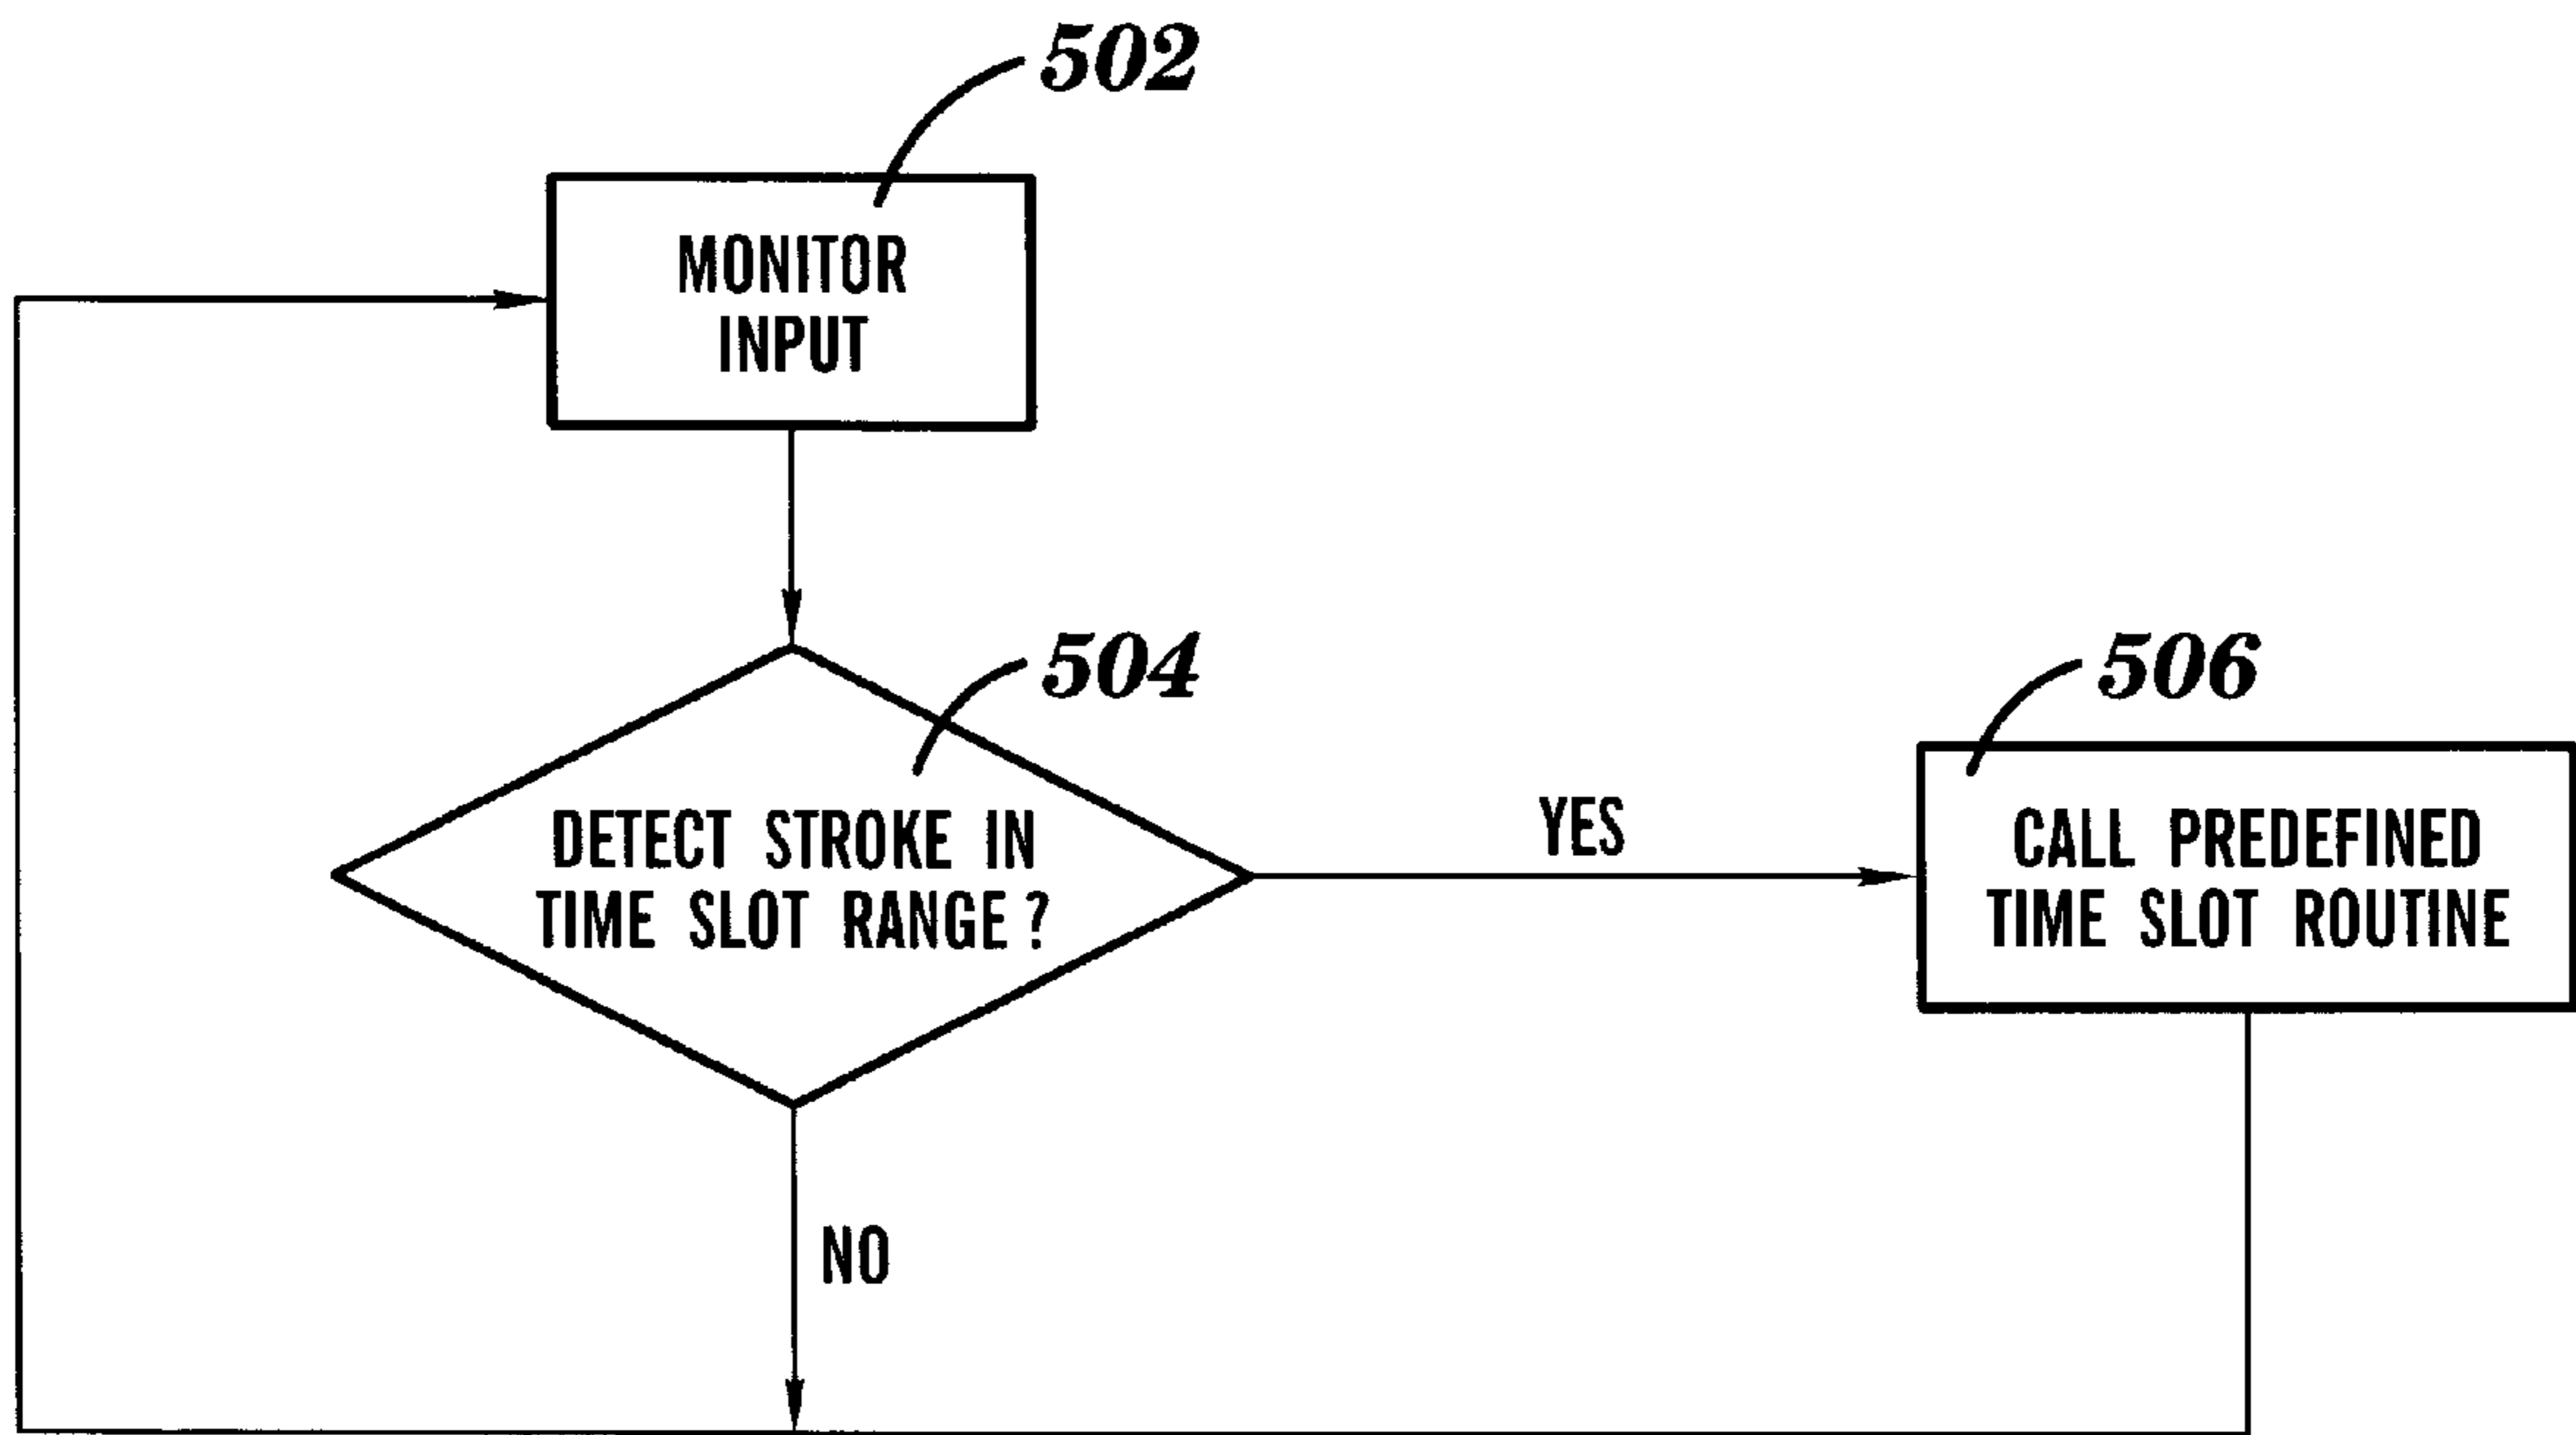 502
MONITOR
INPUT
504
DETECT STROKE IN
TIME SLOT RANGE?
YES
506
CALL PREDEFINED
TIME SLOT ROUTINE
NO